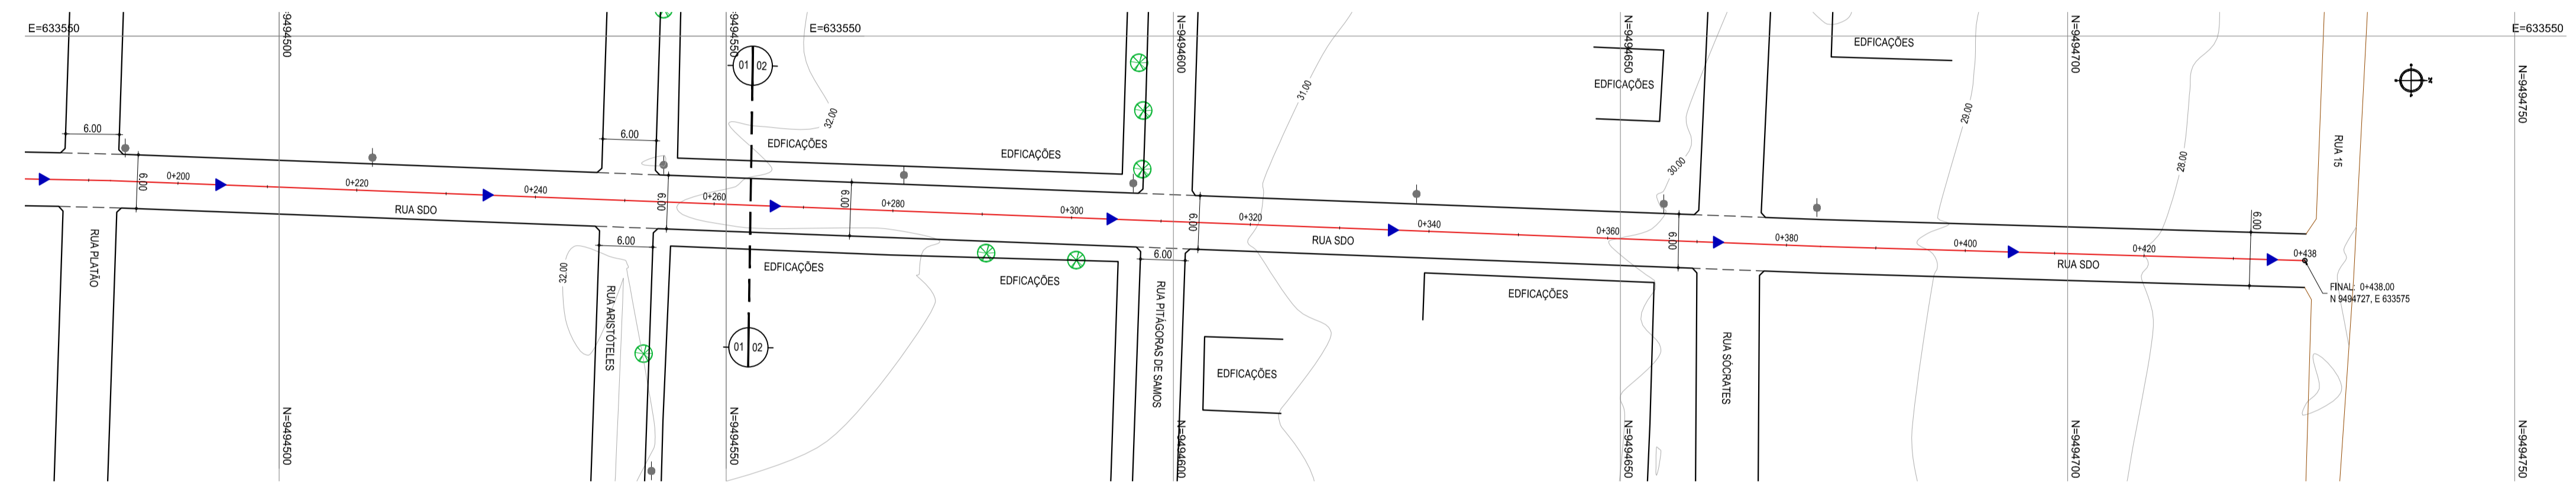 E=633550
E=633550
E=633550
N=9494500
N=9494550
N=9494600
N=9494650
N=9494700
N=9494750
01 02
EDFICAÇÕES
EDFICAÇÕES
32.00
31.00
29.00
28.00
30.00
RUA 15
6.00
6.00
EDFICAÇÕES
EDFICAÇÕES
6.00
0+200
0+220
0+240
6.00
0+260
6.00
0+280
0+300
6.00
0+320
0+340
0+360
6.00
0+380
0+400
0+420
6.00
0+438
RUA SDO
RUA SDO
RUA SDO
6.00
6.00
RUA PLATÃO
32.00
RUA ARISTÓTELES
EDFICAÇÕES
EDFICAÇÕES
RUA PITÁGORAS DE SAMOS
EDFICAÇÕES
FINAL: 0+438.00
N 9494727, E 633575
01 02
EDFICAÇÕES
RUA SÓCRATES
N=9494500
N=9494550
N=9494600
N=9494650
N=9494700
N=9494750